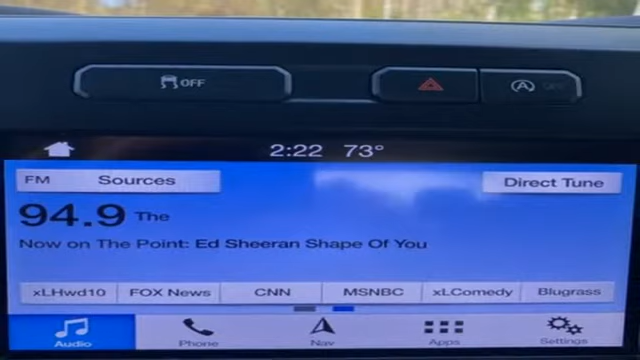 OFF
A OFF
2:22 73°
FM Sources Direct Tune
94.9 The
Now on The Point: Ed Sheeran Shape Of You
xLHwd10 FOX News CNN MSNBC xLComedy Blugrass
Audio Phone Nav Apps Settings